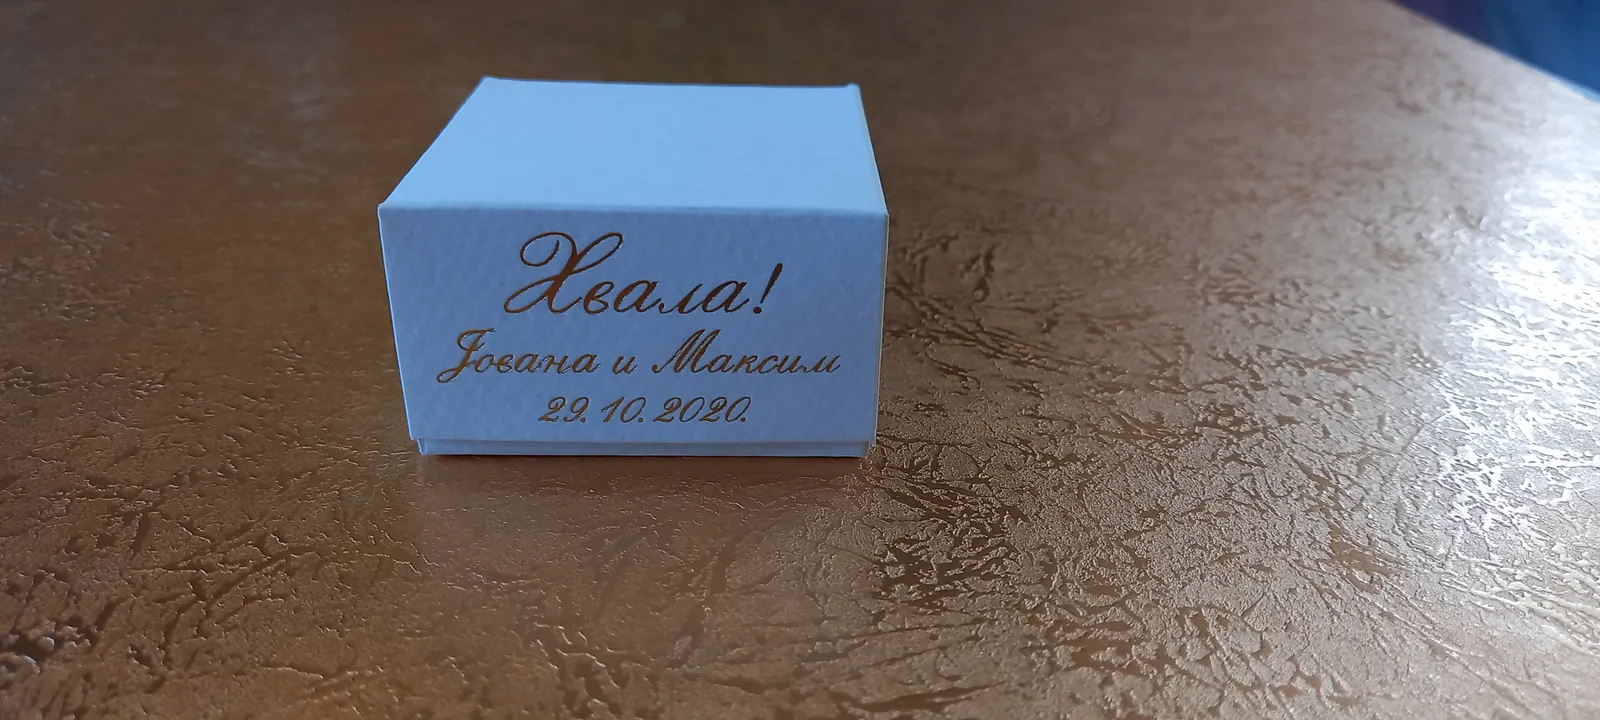 Хвала!
Јована и Максим
29. 10. 2020.